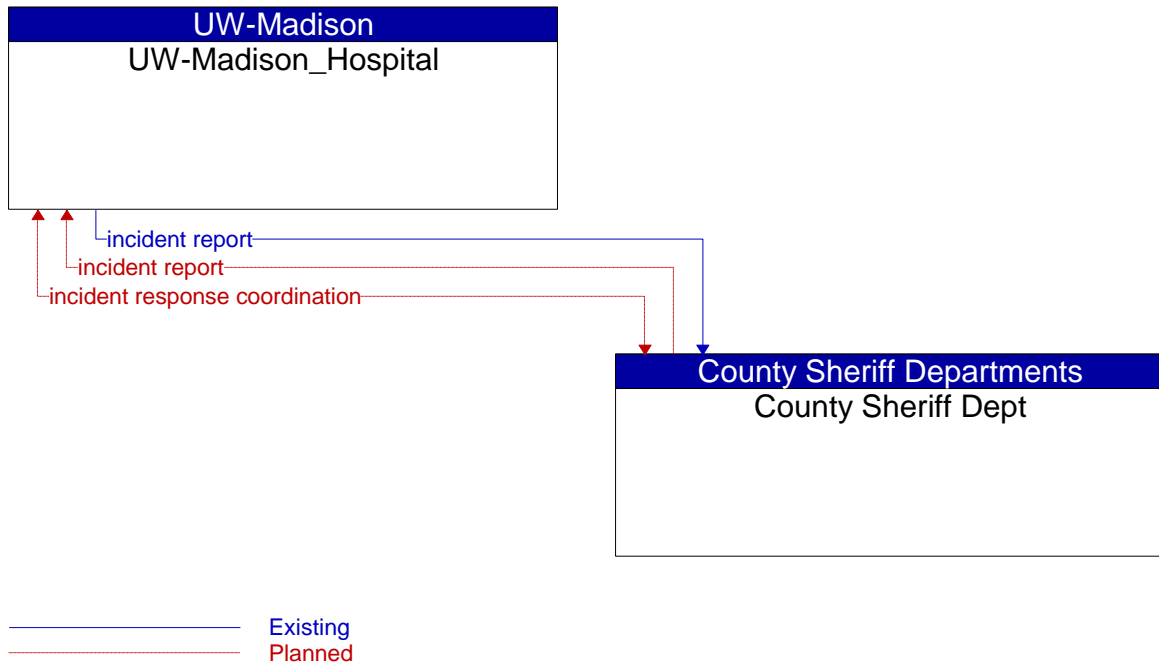 UW-Madison
UW-Madison_Hospital
incident report
incident report
incident response coordination
County Sheriff Departments
County Sheriff Dept
Existing
Planned